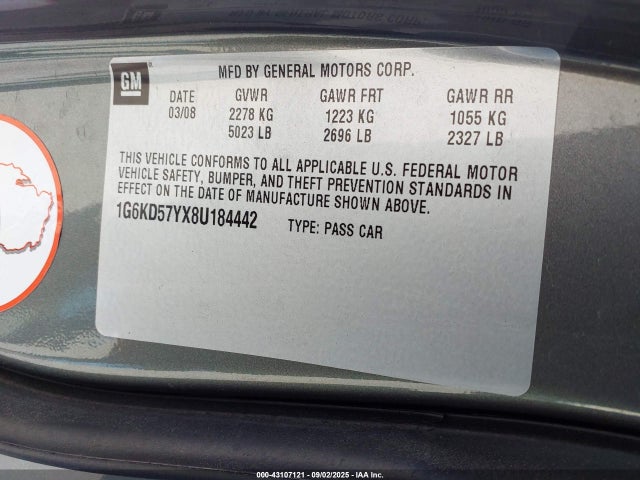 GM
MFD BY GENERAL MOTORS CORP.
DATE GVWR GAWR FRT GAWR RR
03/08 2278 KG 1223 KG 1055 KG
5023 LB 2696 LB 2327 LB
THIS VEHICLE CONFORMS TO ALL APPLICABLE U.S. FEDERAL MOTOR
VEHICLE SAFETY, BUMPER, AND THEFT PREVENTION STANDARDS IN
EFFECT ON THE DATE OF MANUFACTURE SHOWN ABOVE.
1G6KD57YX8U184442 TYPE: PASS CAR
000-43107121 - 09/02/2025 - IAA Inc.